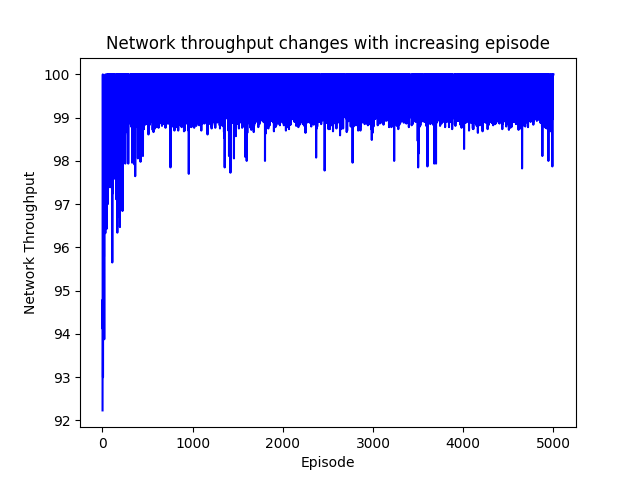 Network throughput changes with increasing episode
100
99
98
97
96
95
94
93
92
Network Throughput
0 1000 2000 3000 4000 5000
Episode